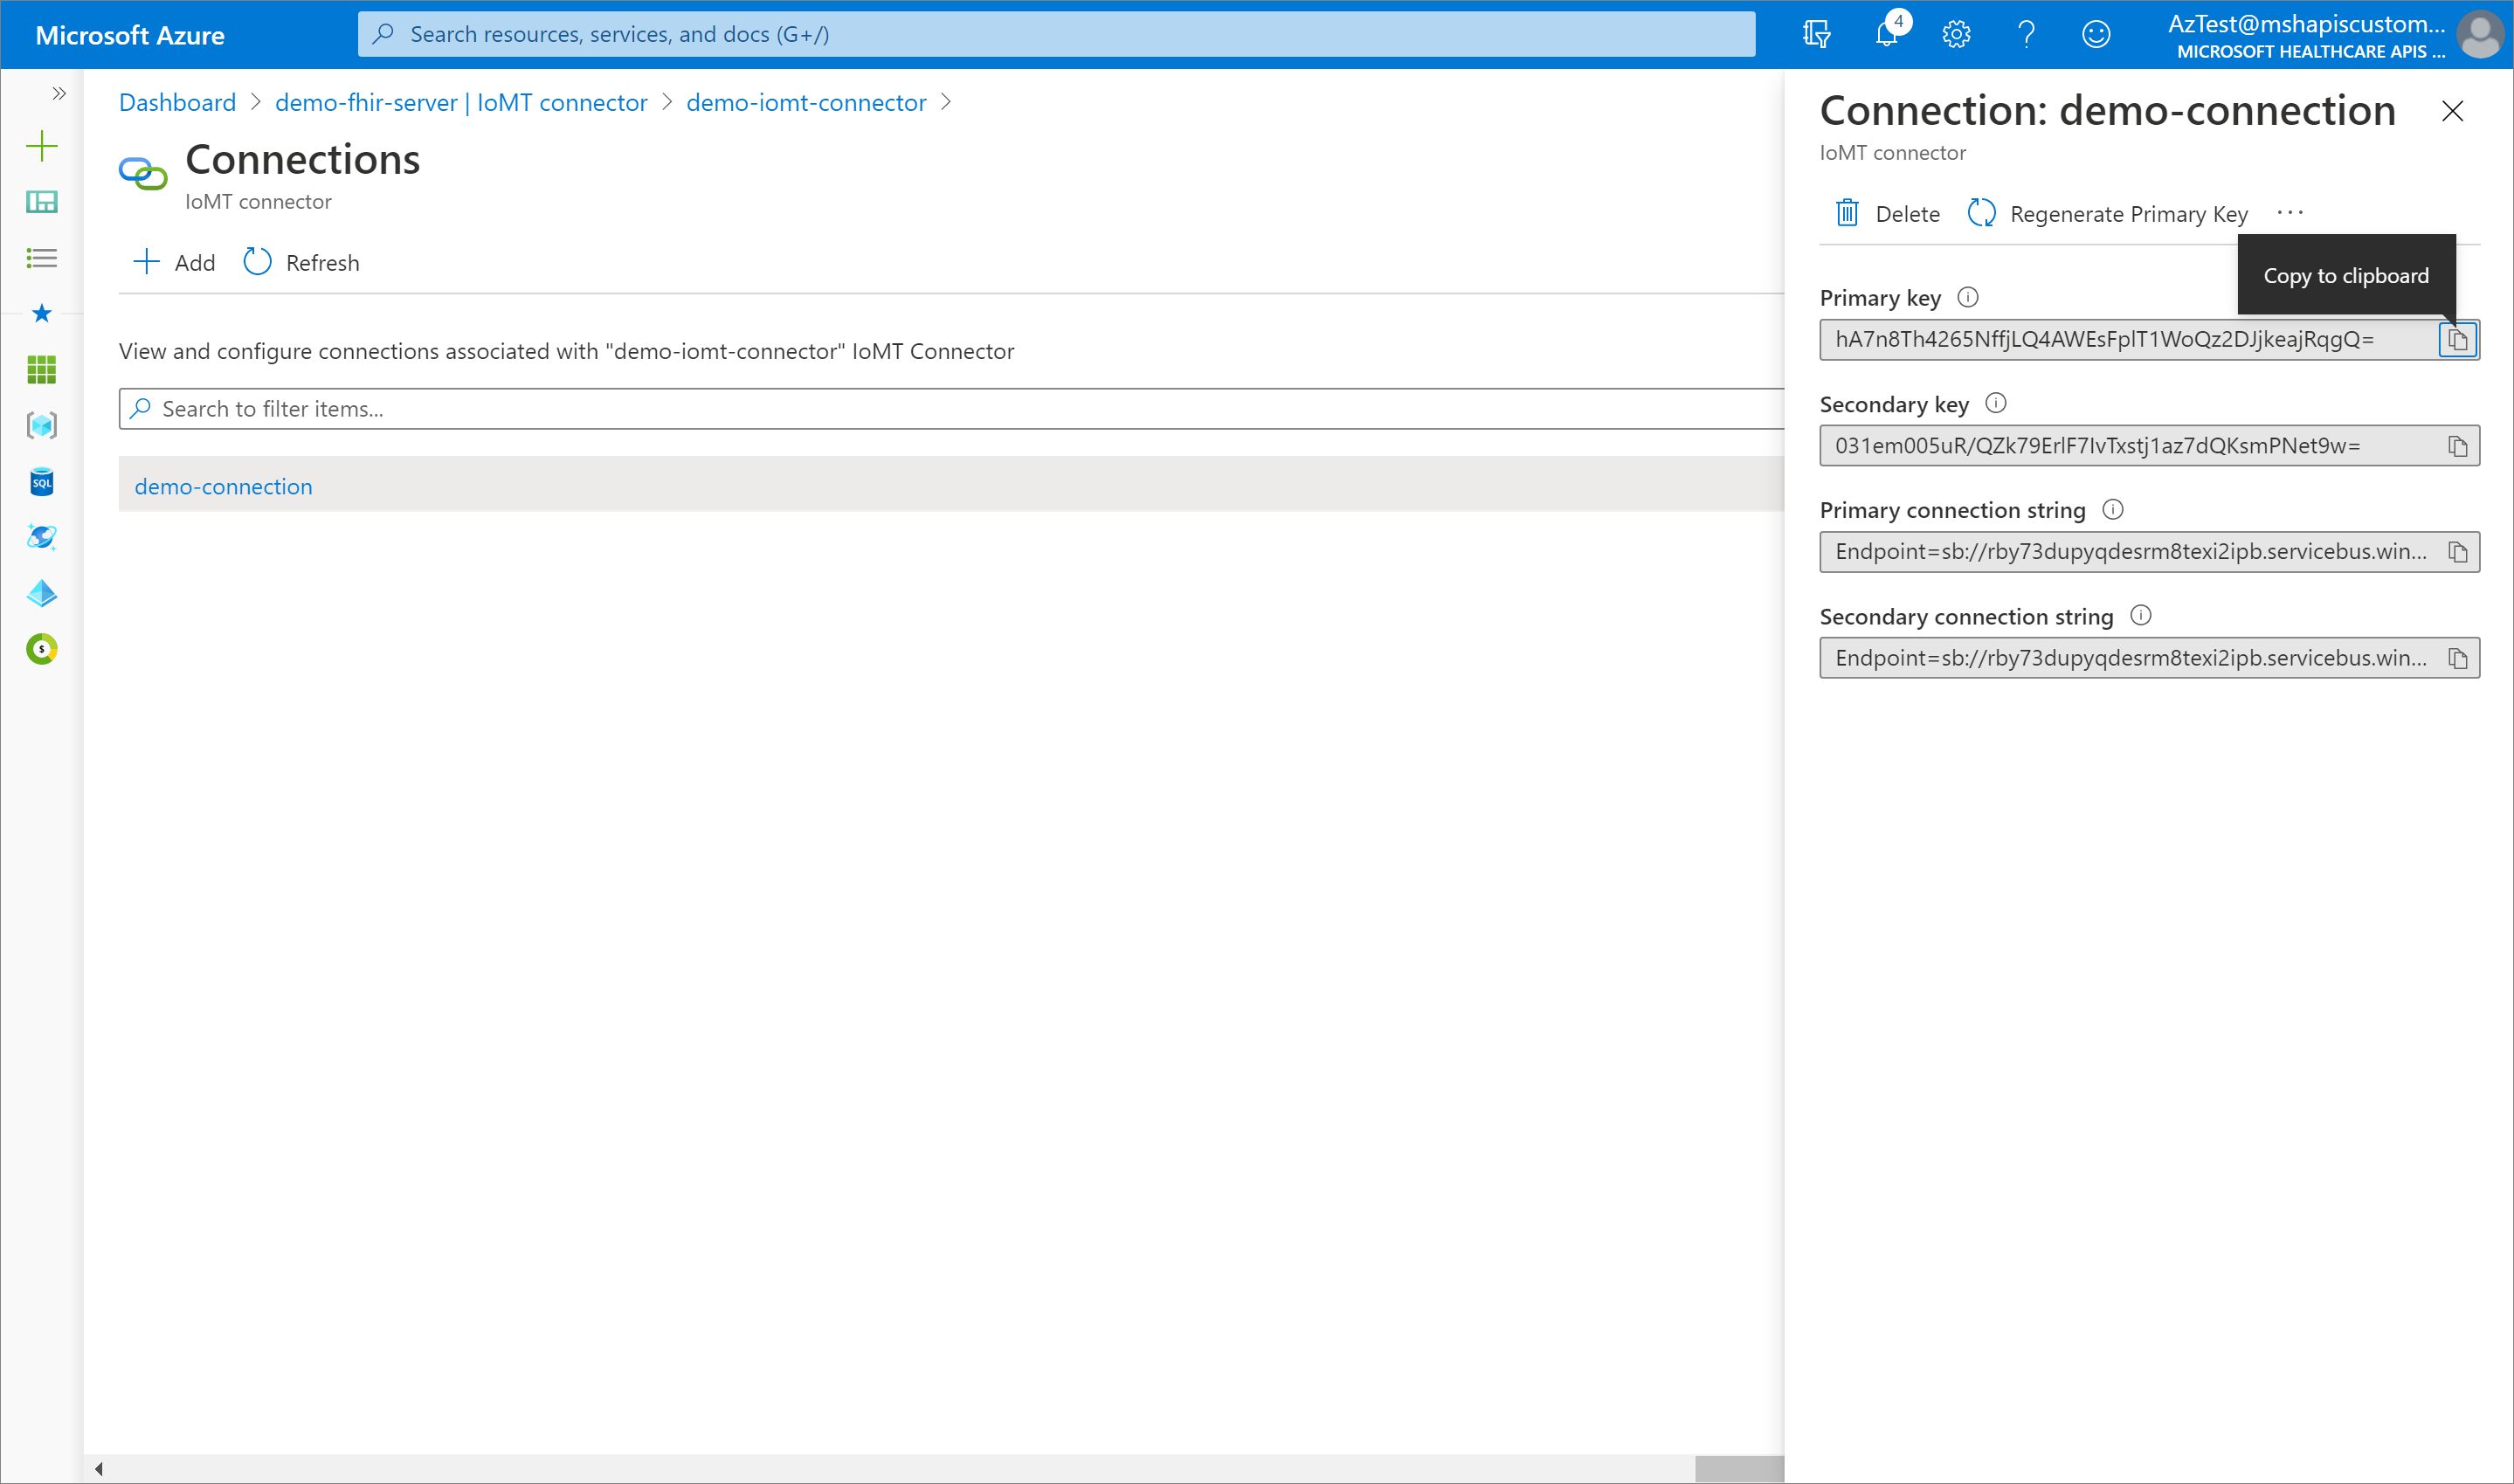 Microsoft Azure
Search resources, services, and docs (G+/)
4
AzTest@mshapiscustom...
MICROSOFT HEALTHCARE APIS ...
Dashboard > demo-fhir-server | IoMT connector > demo-iomt-connector >
Connections
IoMT connector
Add
Refresh
View and configure connections associated with "demo-iomt-connector" IoMT Connector
Search to filter items...
demo-connection
SQL
$
Connection: demo-connection
IoMT connector
Delete
Regenerate Primary Key
...
Copy to clipboard
Primary key
hA7n8Th4265NffjLQ4AWEsFplT1WoQz2DJjkeajRqgQ=
Secondary key
031em005uR/QZk79ErlF7IvTxstj1az7dQKsmPNet9w=
Primary connection string
Endpoint=sb://rby73dupyqdesrm8texi2ipb.servicebus.win...
Secondary connection string
Endpoint=sb://rby73dupyqdesrm8texi2ipb.servicebus.win...